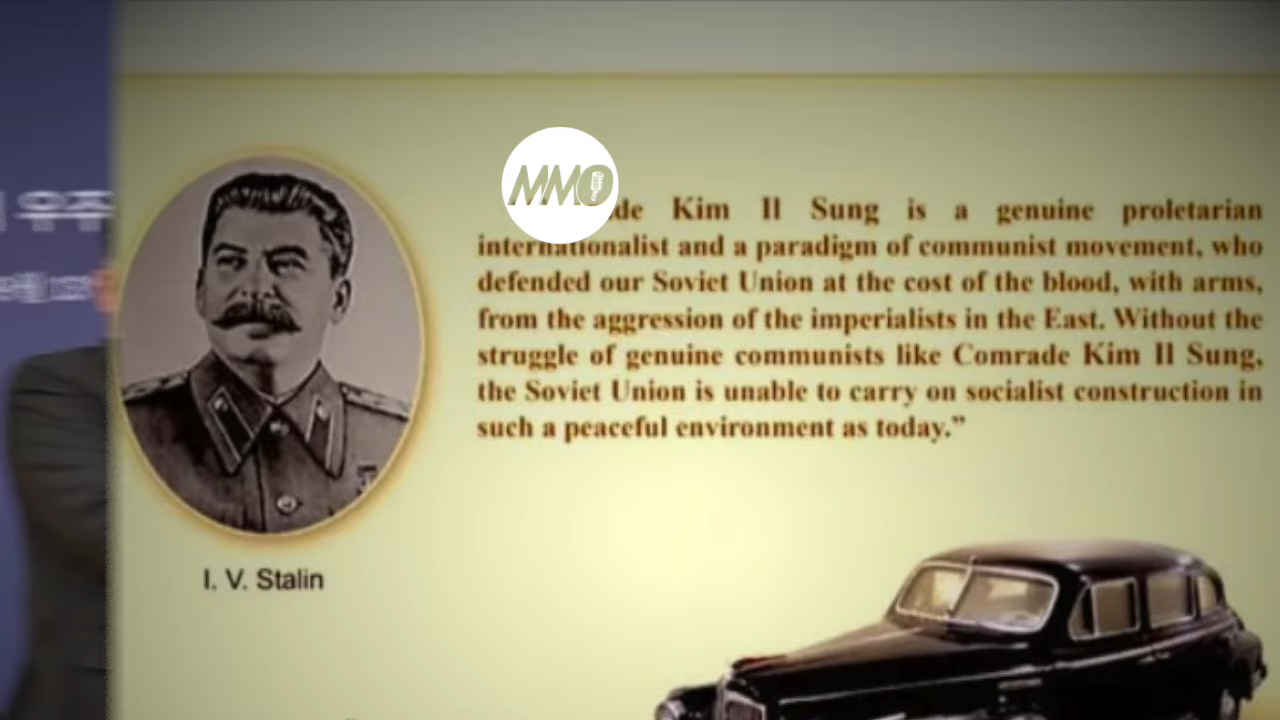 MMO
de Kim Il Sung is a genuine proletarian
internationalist and a paradigm of communist movement, who
defended our Soviet Union at the cost of the blood, with arms,
from the aggression of the imperialists in the East. Without the
struggle of genuine communists like Comrade Kim Il Sung,
the Soviet Union is unable to carry on socialist construction in
such a peaceful environment as today.”
I. V. Stalin
우주